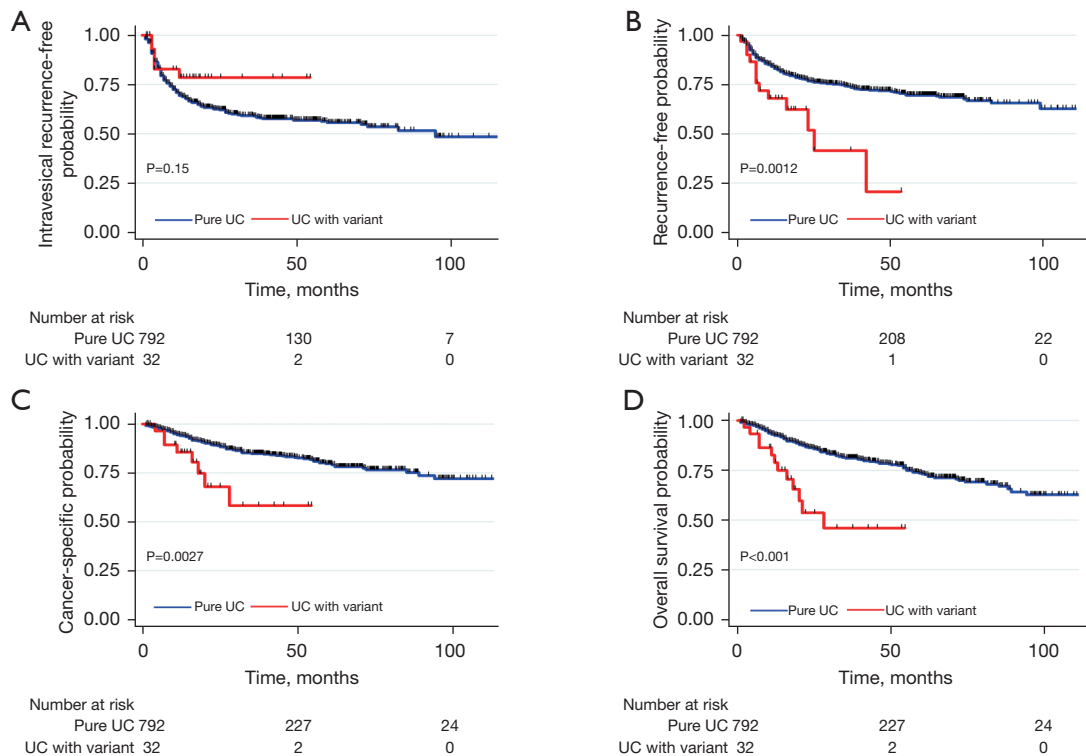 A
Intravesical recurrence-free
probability
1.00
0.75
0.50
0.25
0.00
P=0.15
Pure UC UC with variant
0 50 100
Time, months
Number at risk
Pure UC 792 130 7
UC with variant 32 2 0
B
Recurrence-free probability
1.00
0.75
0.50
0.25
0.00
P=0.0012
Pure UC UC with variant
0 50 100
Time, months
Number at risk
Pure UC 792 208 22
UC with variant 32 1 0
C
Cancer-specific probability
1.00
0.75
0.50
0.25
0.00
P=0.0027
Pure UC UC with variant
0 50 100
Time, months
Number at risk
Pure UC 792 227 24
UC with variant 32 2 0
D
Overall survival probability
1.00
0.75
0.50
0.25
0.00
P<0.001
Pure UC UC with variant
0 50 100
Time, months
Number at risk
Pure UC 792 227 24
UC with variant 32 2 0